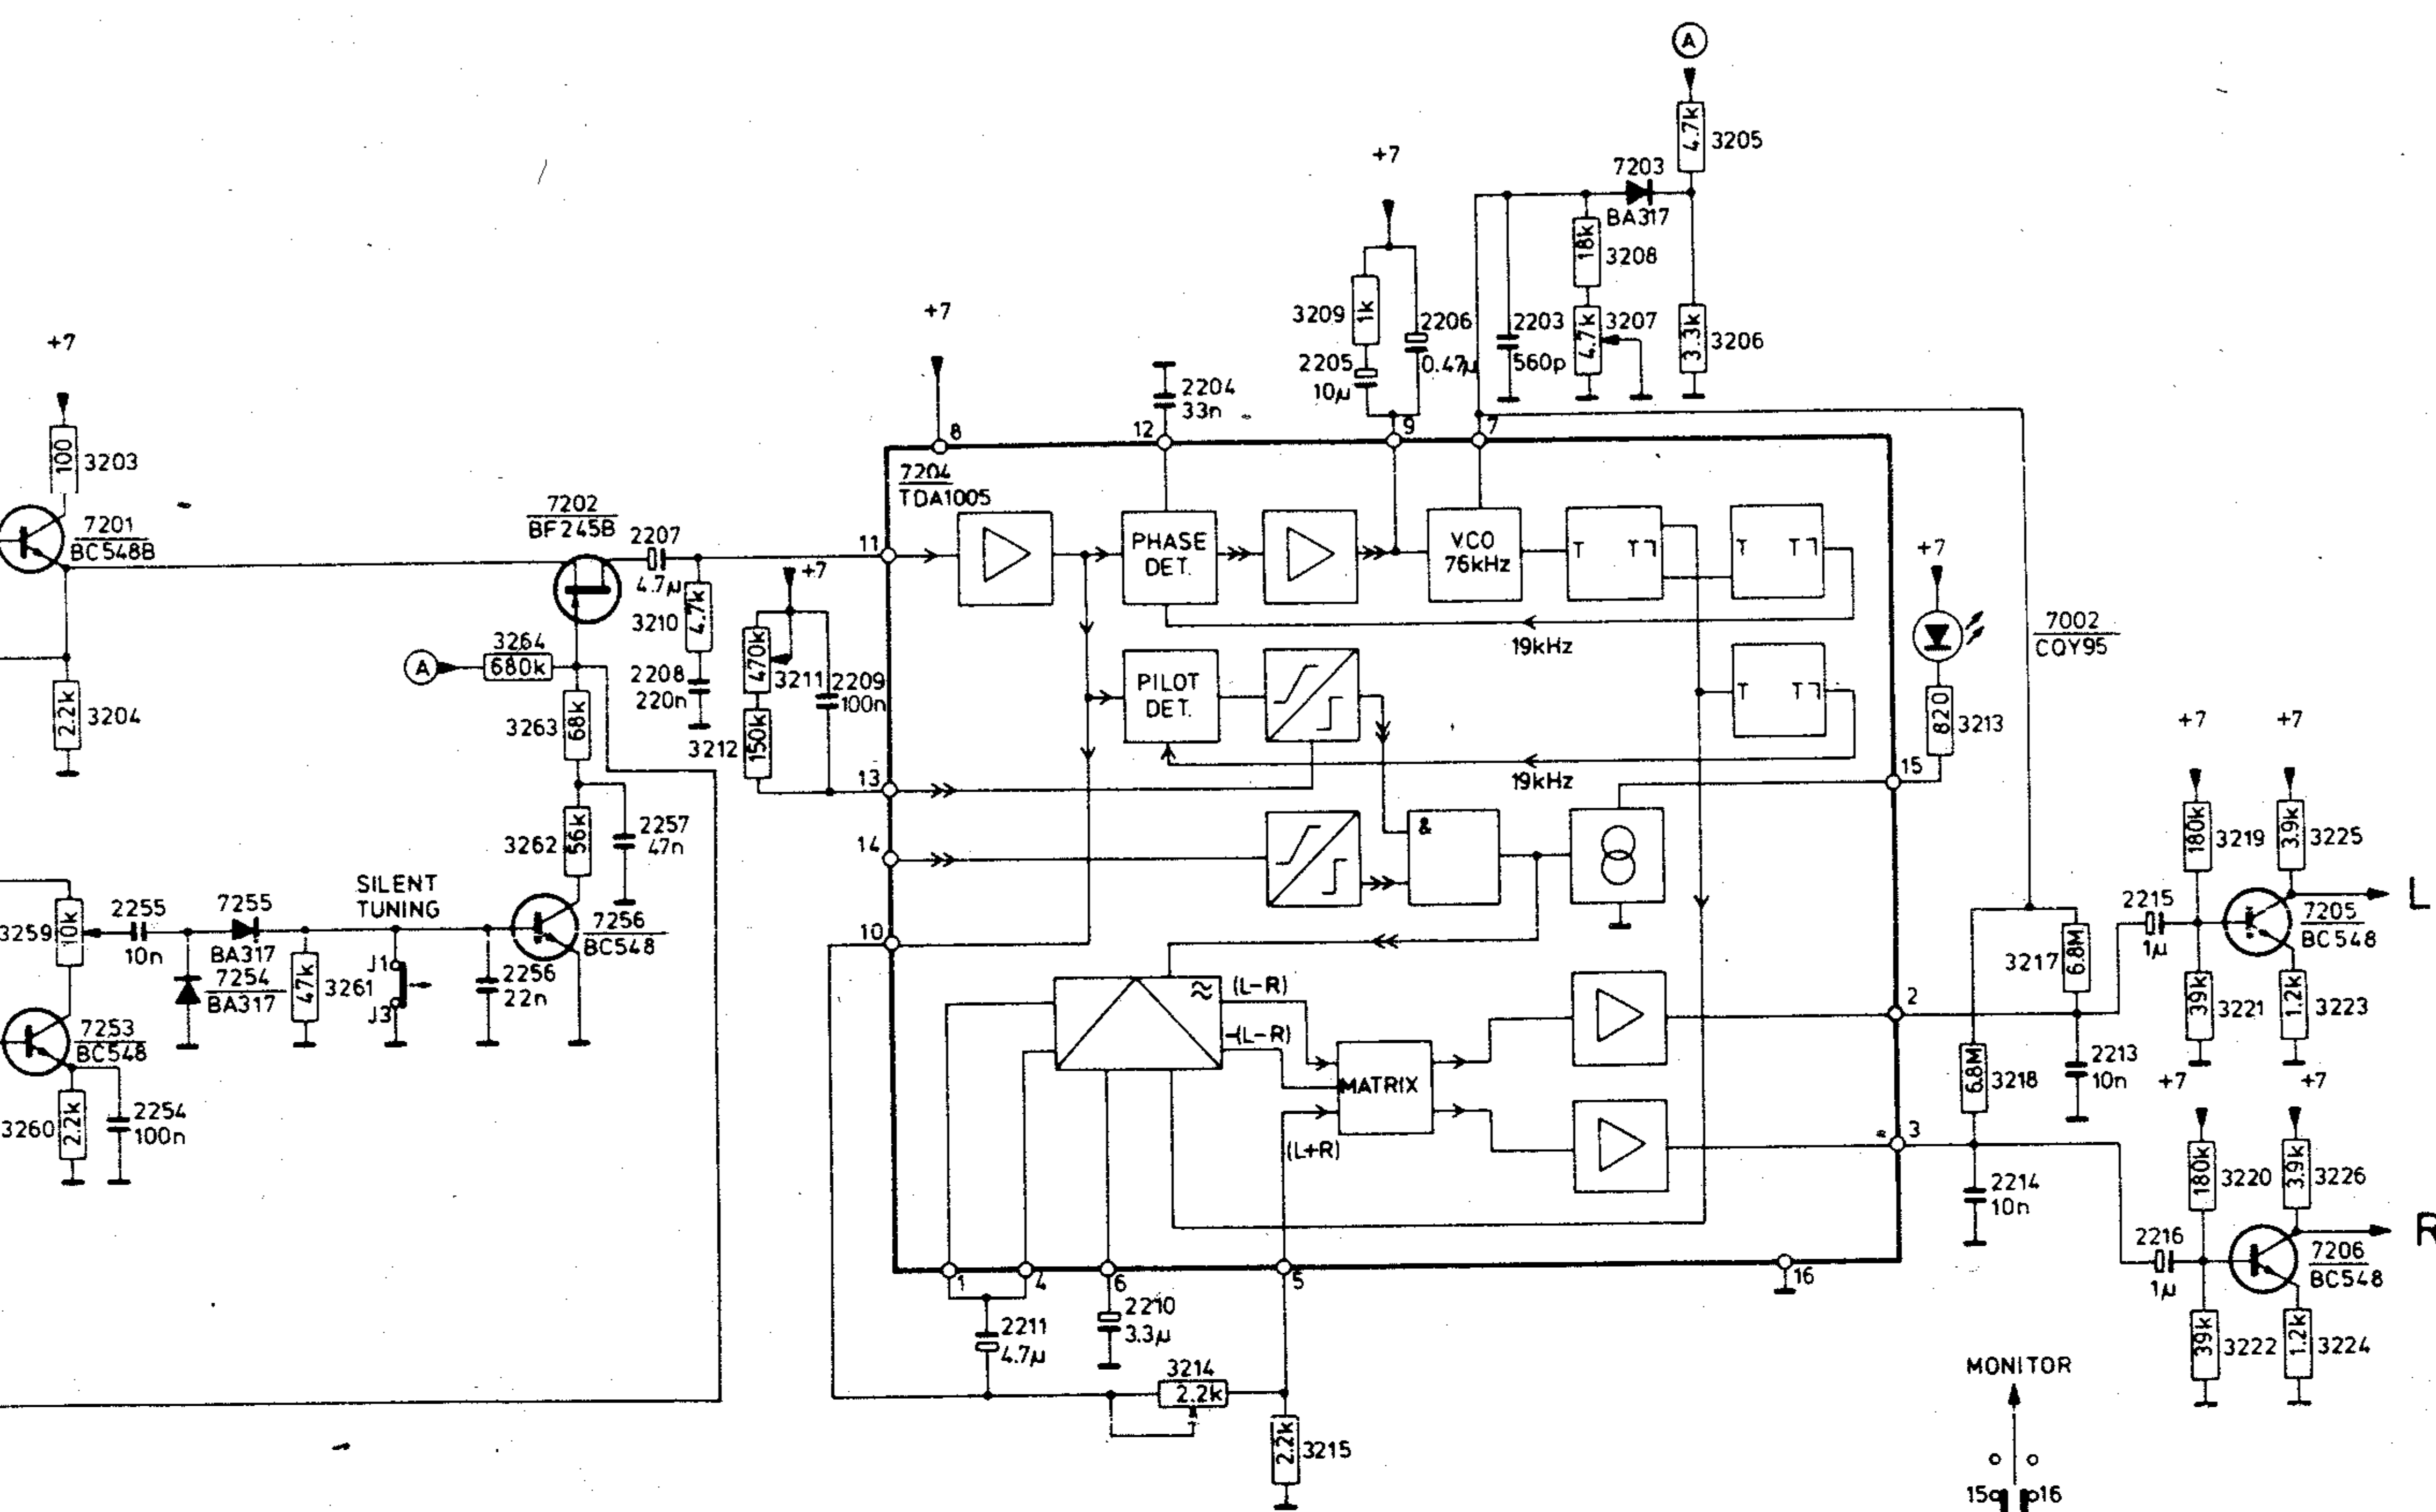 A
4.7k
3205
+7
7203
BA317
18k
3208
3209
1k
2206
0.47µ
2203
560p
4.7k
3207
3.3k
3206
2205
10µ
+7
2204
33n
+7
100
3203
8
12
9
7
7201
BC548B
7202
BF245B
2207
4.7µ
11
7204
TDA1005
PHASE
DET.
VCO
76kHz
T
T
T
T
+7
+7
3210
4.7k
470k
3211
2209
100n
19kHz
7002
CQY95
A
3264
680k
2208
220n
PILOT
DET.
T
T
2.2k
3204
3263
68k
3212
150k
820
3213
13
19kHz
15
+7
+7
3262
56k
2257
47n
14
&
180k
3219
3.9k
3225
SILENT
TUNING
3259
10k
2255
10n
7255
BA317
7254
BA317
47k
3261
J1
J3
2256
22n
7256
BC548
10
2215
1µ
7205
BC548
L
3217
6.8M
39k
3221
1.2k
3223
7253
BC548
(L-R)
-(L-R)
2
MATRIX
6.8M
3218
2213
10n
+7
+7
3260
2.2k
2254
100n
(L+R)
3
2214
10n
180k
3220
3.9k
3226
2216
1µ
7206
BC548
R
1
4
6
5
16
2211
4.7µ
2210
3.3µ
39k
3222
1.2k
3224
3214
2.2k
MONITOR
2.2k
3215
15
16